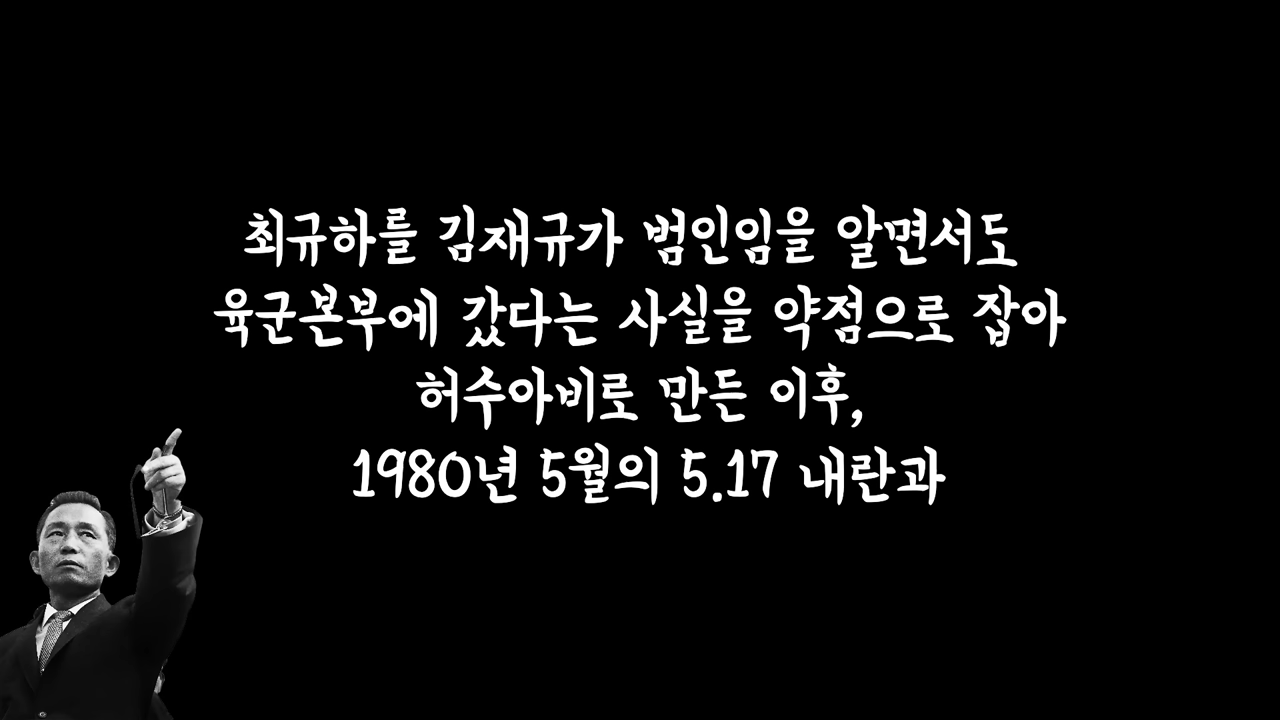 최규하를 김재규가 범인임을 알면서도
육군본부에 갔다는 사실을 약점으로 잡아
허수아비로 만든 이후,
1980년 5월의 5.17 내란과